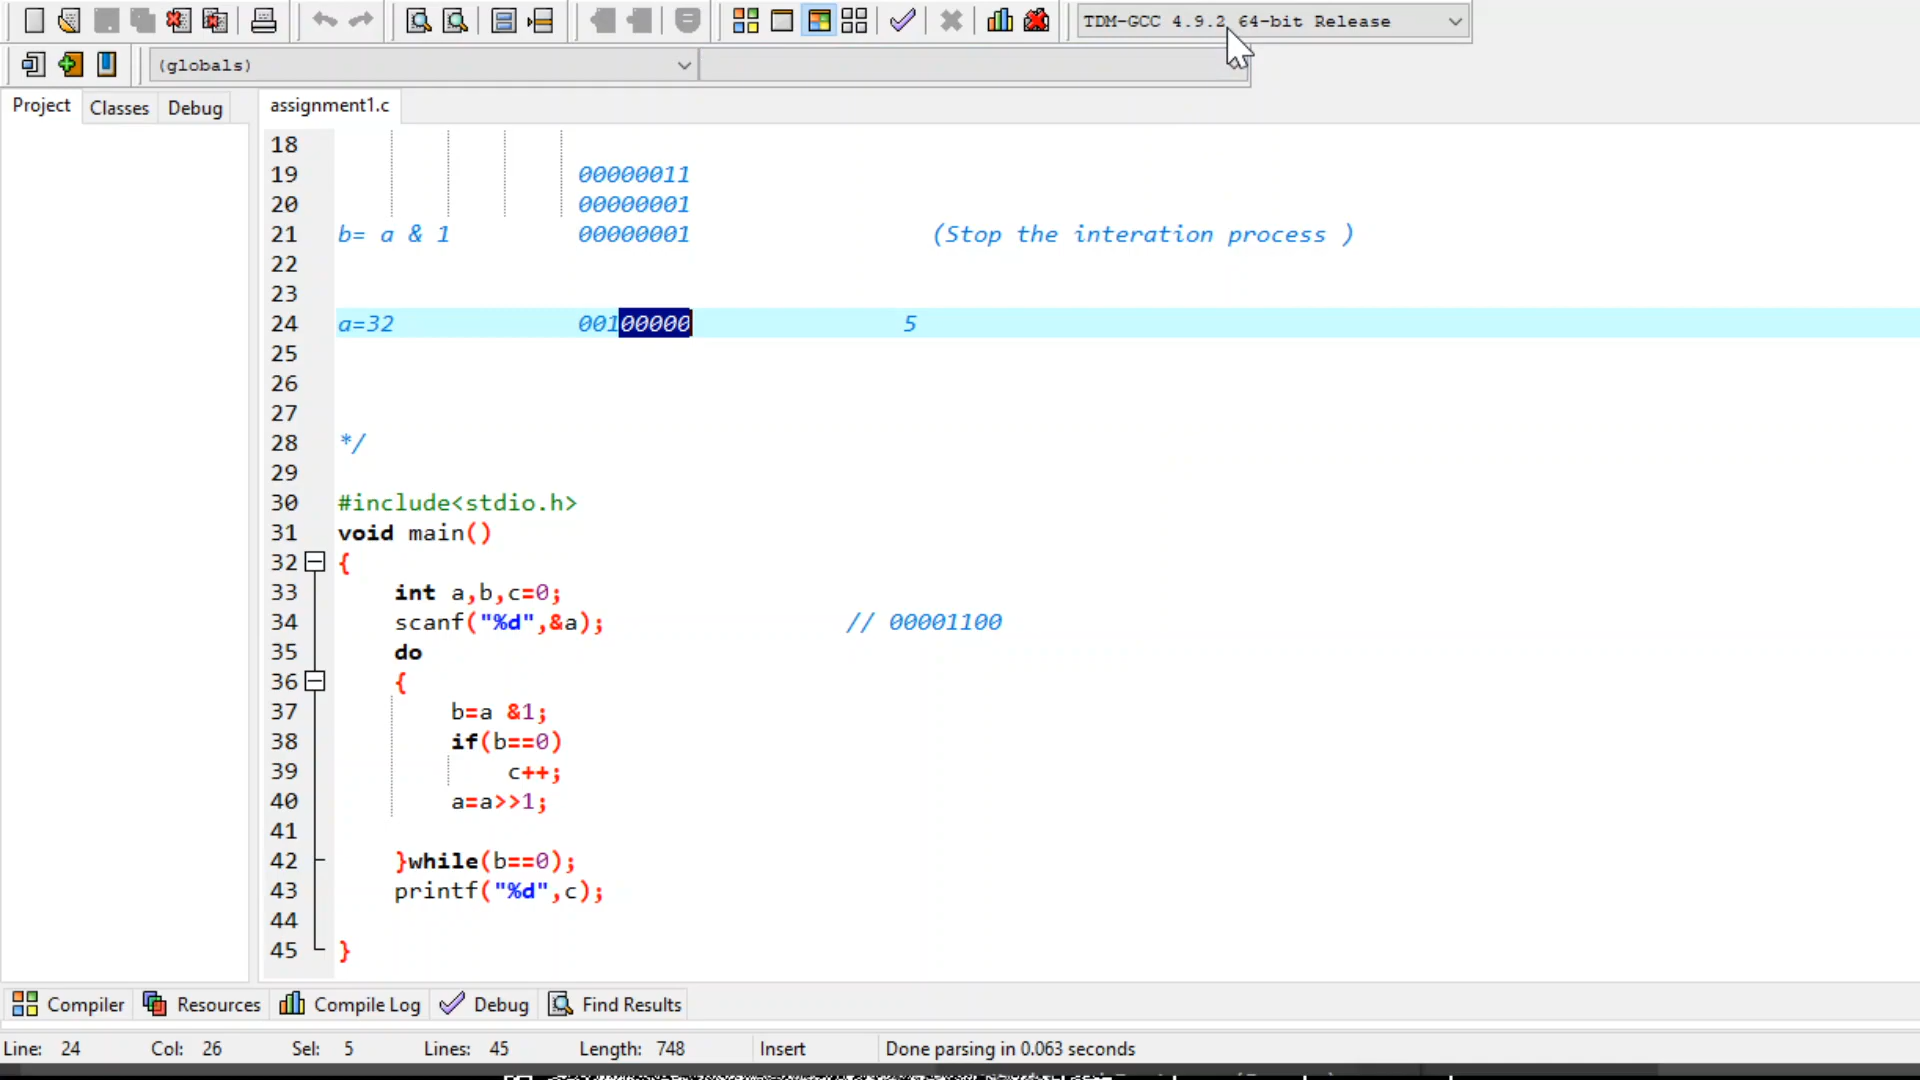 TDM-GCC 4.9.2 64-bit Release
(globals)
Project Classes Debug
assignment1.c
18
19 00000011
20 00000001
21 b= a & 1 00000001 (Stop the interation process )
22
23
24 a=32 00100000 5
25
26
27
28 */
29
30 #include<stdio.h>
31 void main()
32 {
33 int a,b,c=0;
34 scanf("%d",&a); // 00001100
35 do
36 {
37 b=a &1;
38 if(b==0)
39 c++;
40 a=a>>1;
41
42 }while(b==0);
43 printf("%d",c);
44
45 }
Compiler Resources Compile Log Debug Find Results
Line: 24 Col: 26 Sel: 5 Lines: 45 Length: 748 Insert Done parsing in 0.063 seconds